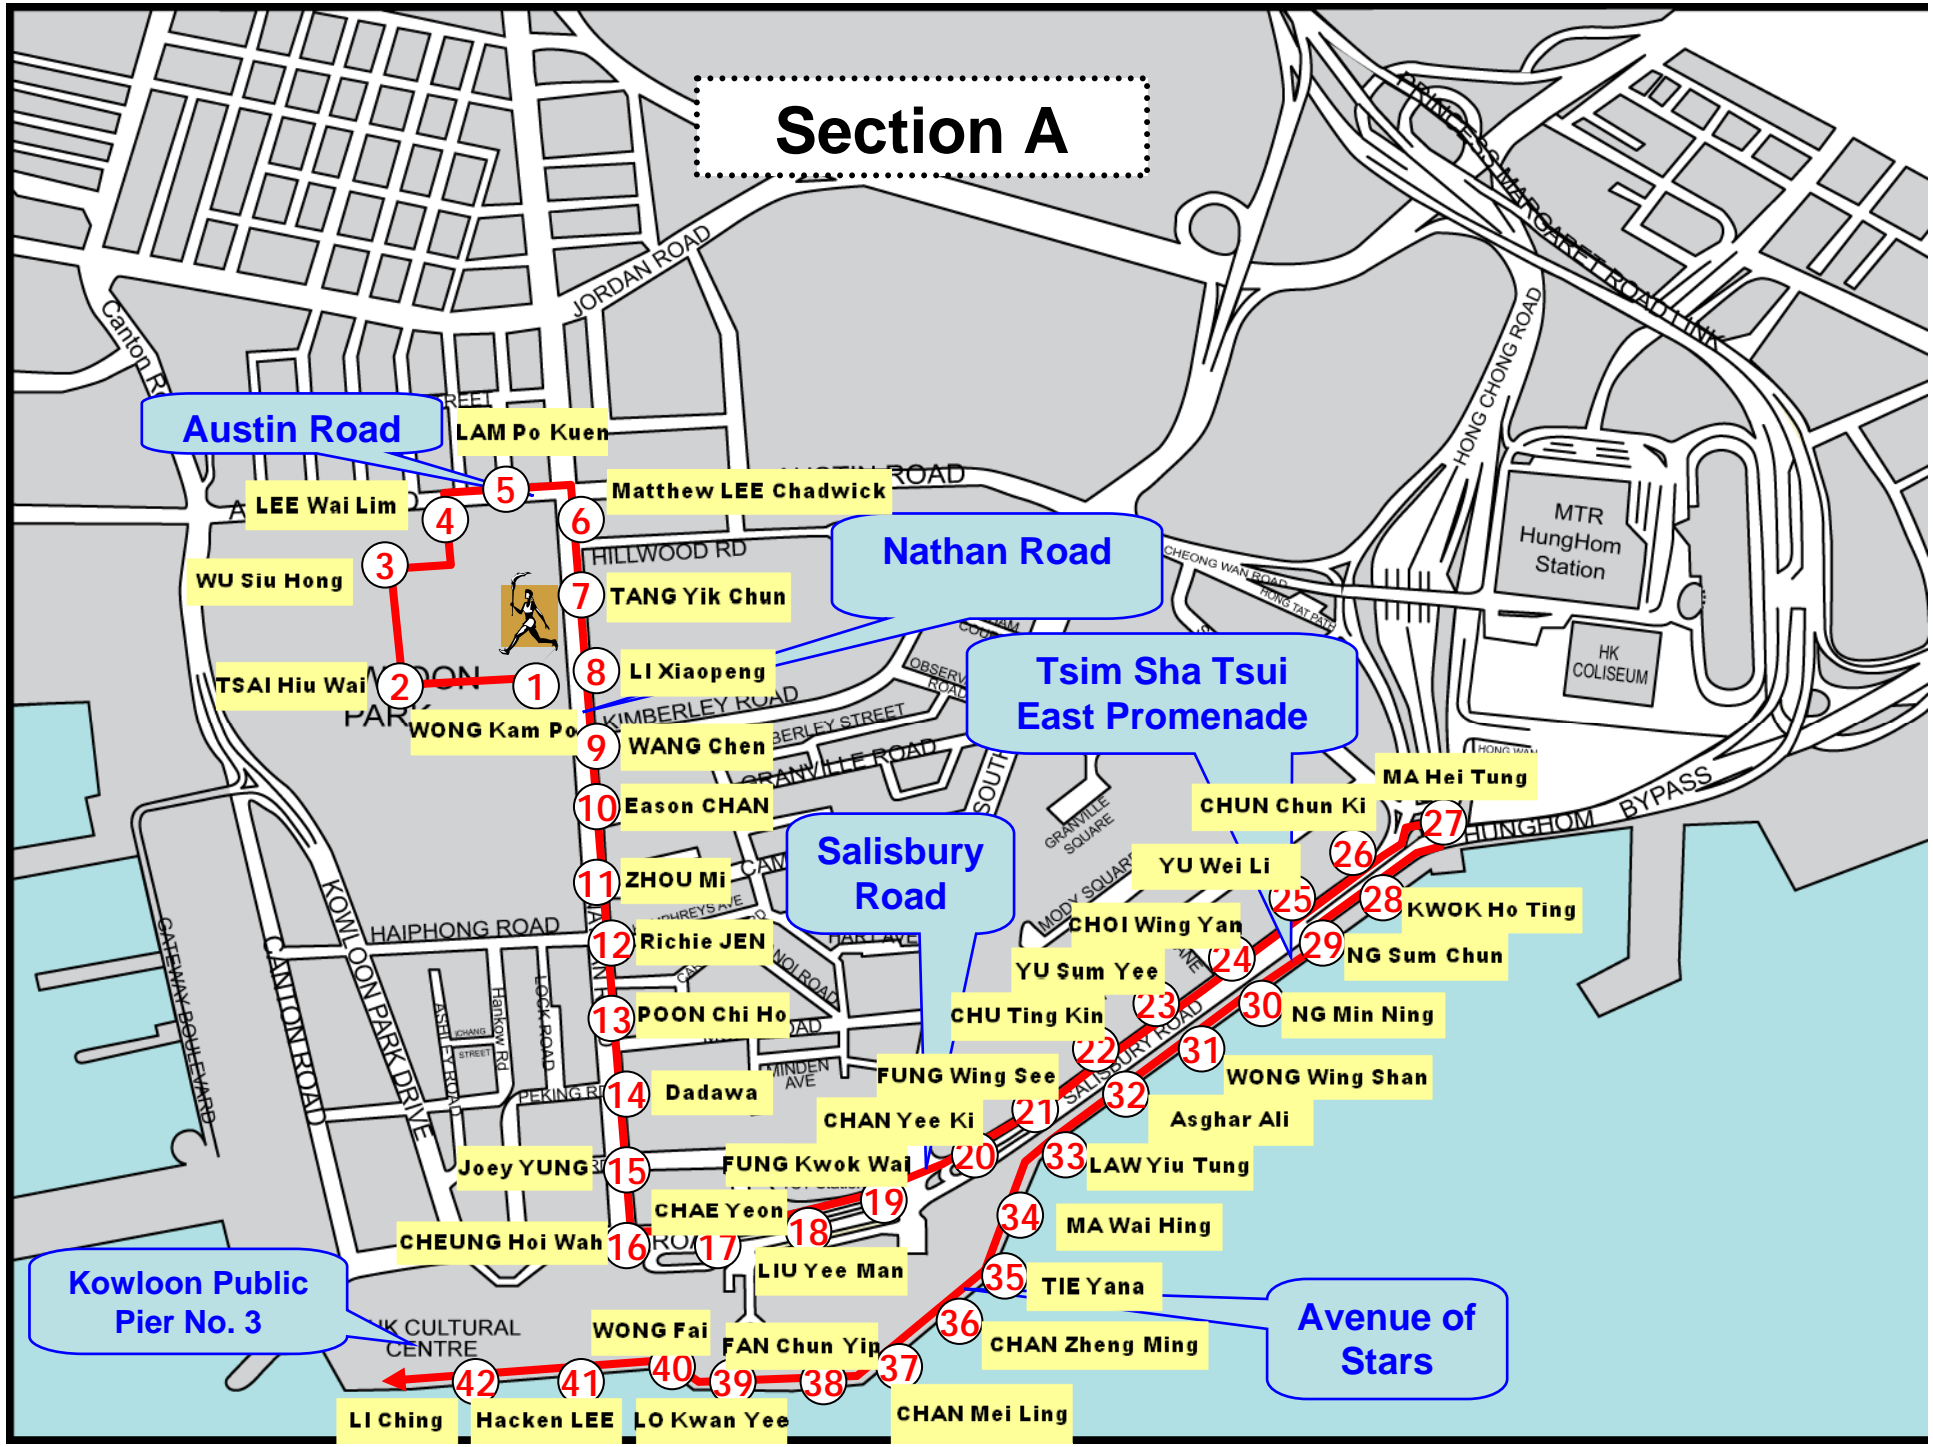 Section A
PRINCESS MARGARET ROAD LINK
JORDAN ROAD
Canton
HONG CHONG ROAD
Austin Road
LAM Po Kuen
AUSTIN ROAD
LEE Wai Lim
5
4
6
Matthew LEE Chadwick
MTR
HungHom
Station
HILLWOOD RD
Nathan Road
CHEONG WAN ROAD
HONG TAT PATH
3
WU Siu Hong
7
TANG Yik Chun
HK
COLISEUM
TSAI Hiu Wai
2
1
PARK
8
LI Xiaopeng
Tsim Sha Tsui
East Promenade
WONG Kam Po
KIMBERLEY ROAD
9
WANG Chen
GRANVILLE ROAD
HONG WAN
MA Hei Tung
BYPASS
10
Eason CHAN
SOUTH
GRANVILLE
SQUARE
CHUN Chun Ki
27
HUNGHOM
Salisbury
Road
26
YU Wei Li
11
ZHOU Mi
MODY SQUARE
25
28
KWOK Ho Ting
HAIPHONG ROAD
12
Richie JEN
HART AVE
CHOI Wing Yan
24
29
NG Sum Chun
GATEWAY BOULEVARD
CANTON ROAD
KOWLOON PARK DRIVE
ASHLEY ROAD
Hankow Rd
LOCK ROAD
ICHANG
STREET
YU Sum Yee
23
30
NG Min Ning
13
POON Chi Ho
CHU Ting Kin
22
SALISBURY ROAD
31
WONG Wing Shan
MINDEN
AVE
PEKING RD
14
Dadawa
FUNG Wing See
21
32
Asghar Ali
CHAN Yee Ki
20
33
LAW Yiu Tung
Joey YUNG
15
FUNG Kwok Wai
19
CHAE Yeon
34
MA Wai Hing
CHEUNG Hoi Wah
16
17
18
LIU Yee Man
35
TIE Yana
Kowloon Public
Pier No. 3
HK CULTURAL
CENTRE
Avenue of
Stars
WONG Fai
FAN Chun Yip
36
CHAN Zheng Ming
42
41
40
39
38
37
LI Ching
Hacken LEE
LO Kwan Yee
CHAN Mei Ling